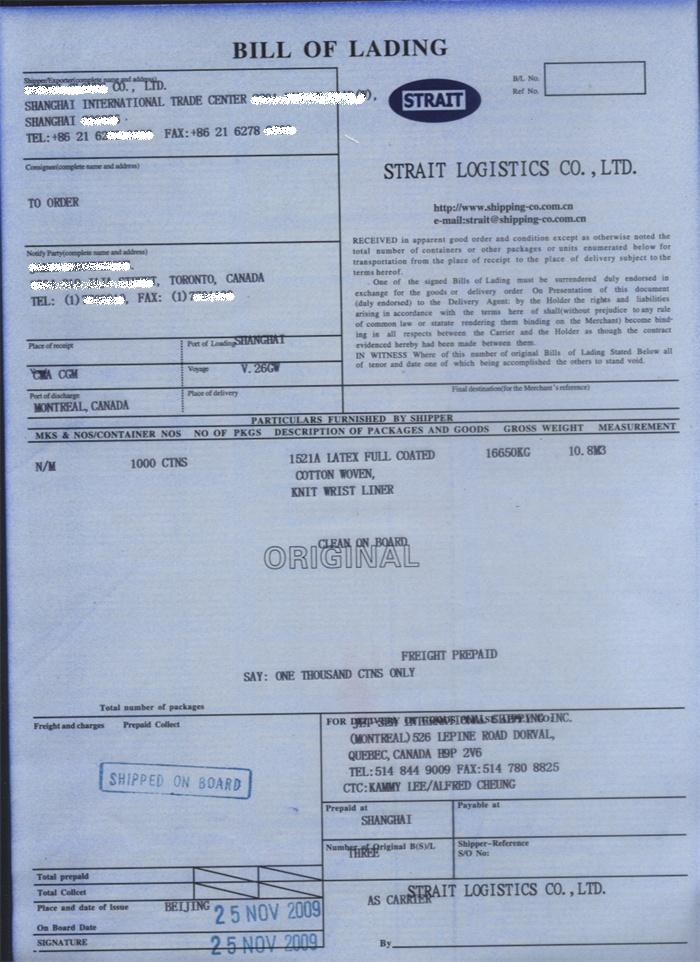 BILL OF LADING
Shipper/Exporter(complete name and address)
CO., LTD.
SHANGHAI INTERNATIONAL TRADE CENTER
SHANGHAI
TEL:+86 21 62 FAX:+86 21 6278
B/L No.
Ref No.
STRAIT
STRAIT LOGISTICS CO.,LTD.
http://www.shipping-co.com.cn
e-mail:strait@shipping-co.com.cn
Consignee(complete name and address)
TO ORDER
Notify Party(complete name and address)
TORONTO, CANADA
TEL: (1) , FAX: (1)7
RECEIVED in apparent good order and condition except as otherwise noted the
total number of containers or other packages or units enumerated below for
transportation from the place of receipt to the place of delivery subject to the
terms hereof.
One of the signed Bills of Lading must be surrendered duly endorsed in
exchange for the goods or delivery order. On Presentation of this document
(duly endorsed) to the Delivery Agent; by the Holder the rights and liabilities
arising in accordance with the terms here of shall(without prejudice to any rule
of common law or statute rendering them binding on the Merchant) become bind-
ing in all respects between the Carrier and the Holder as though the contract
evidenced hereby had been made between them.
IN WITNESS Where of this number of original Bills of Lading Stated Below all
of tenor and date one of which being accomplished the others to stand void.
Place of receipt
Port of Loading SHANGHAI
CMA CGM
Voyage V. 26GW
Port of discharge
Place of delivery
MONTREAL, CANADA
Final destination(for the Merchant's reference)
PARTICULARS FURNISHED BY SHIPPER
MKS & NOS/CONTAINER NOS NO OF PKGS DESCRIPTION OF PACKAGES AND GOODS GROSS WEIGHT MEASUREMENT
N/M 1000 CTNS 1521A LATEX FULL COATED 16650KG 10.8M3
COTTON WOVEN,
KNIT WRIST LINER
CLEAN ON BOARD
ORIGINAL
FREIGHT PREPAID
SAY: ONE THOUSAND CTNS ONLY
Total number of packages
Freight and charges Prepaid Collect
SHIPPED ON BOARD
FOR DELIVERY INC.
(MONTREAL) 526 LEPINE ROAD DORVAL,
QUEBEC, CANADA H9P 2V6
TEL:514 844 9009 FAX:514 780 8825
CTC:KAMMY LEE/ALFRED CHEUNG
Prepaid at
SHANGHAI
Payable at
Number of Original B(S)/L
THREE
Shipper-Reference
S/O No:
Total prepaid
Total Collcet
Place and date of Issue BEIJING 25 NOV 2009
On Board Date
SIGNATURE 25 NOV 2009
STRAIT LOGISTICS CO.,LTD.
AS CARRIER
By